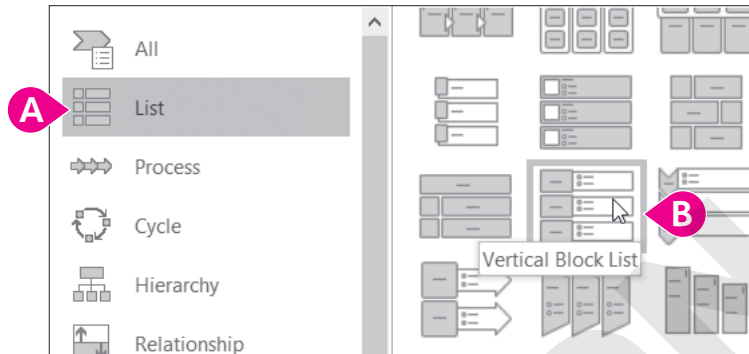 All
A
List
Process
B
Cycle
Vertical Block List
Hierarchy
Relationship